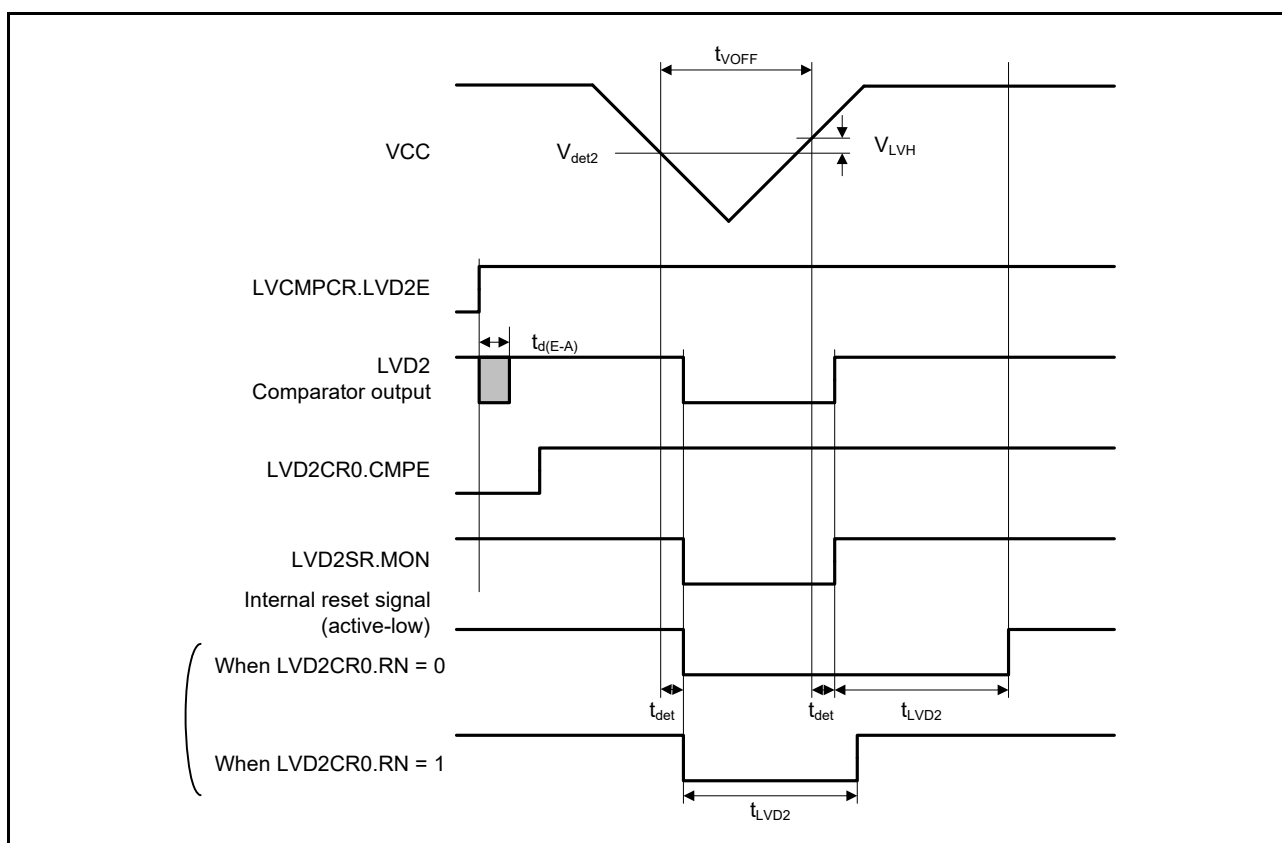 tVOFF
VCC
Vdet2
VLVH
LVCMPCR.LVD2E
td(E-A)
LVD2
Comparator output
LVD2CR0.CMPE
LVD2SR.MON
Internal reset signal
(active-low)
When LVD2CR0.RN = 0
tdet
tdet
tLVD2
When LVD2CR0.RN = 1
tLVD2